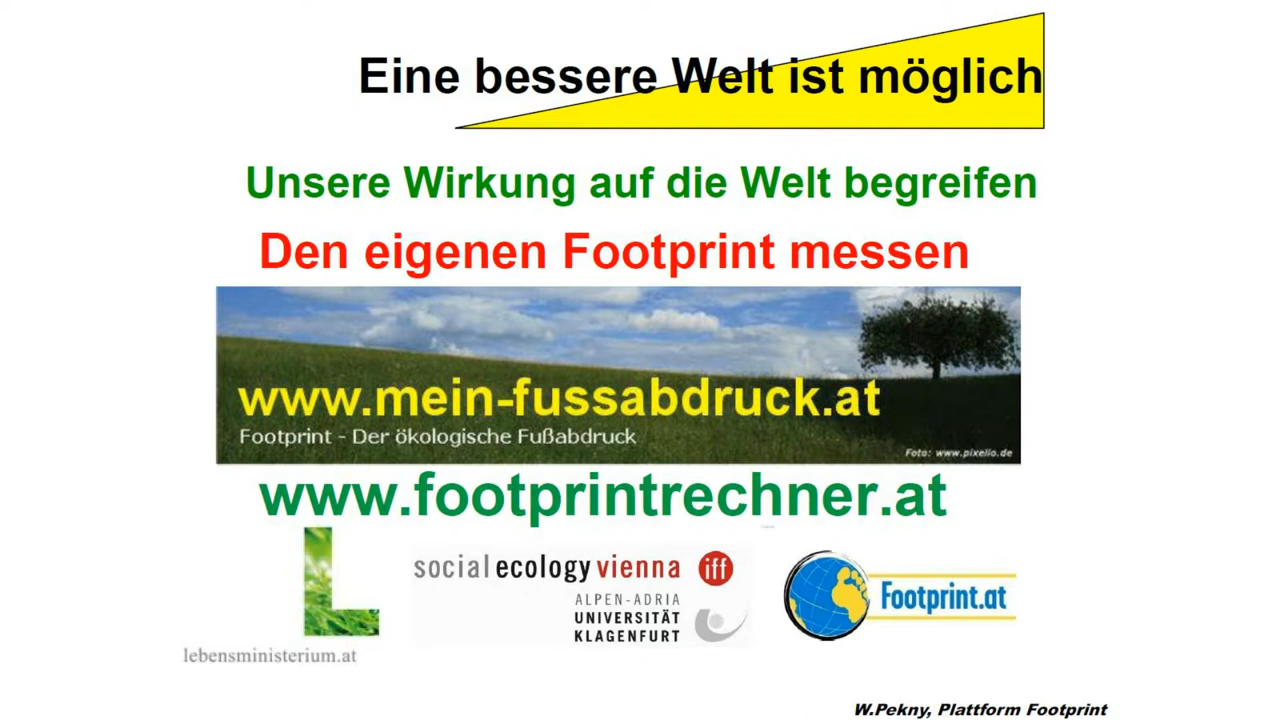 Eine bessere Welt ist möglich
Unsere Wirkung auf die Welt begreifen
Den eigenen Footprint messen
www.mein-fussabdruck.at
Footprint - Der ökologische Fußabdruck
Foto: www.pixelio.de
www.footprintrechner.at
social ecology vienna iff
ALPEN-ADRIA
UNIVERSITÄT
KLAGENFURT
Footprint.at
lebensministerium.at
W.Pekny, Plattform Footprint